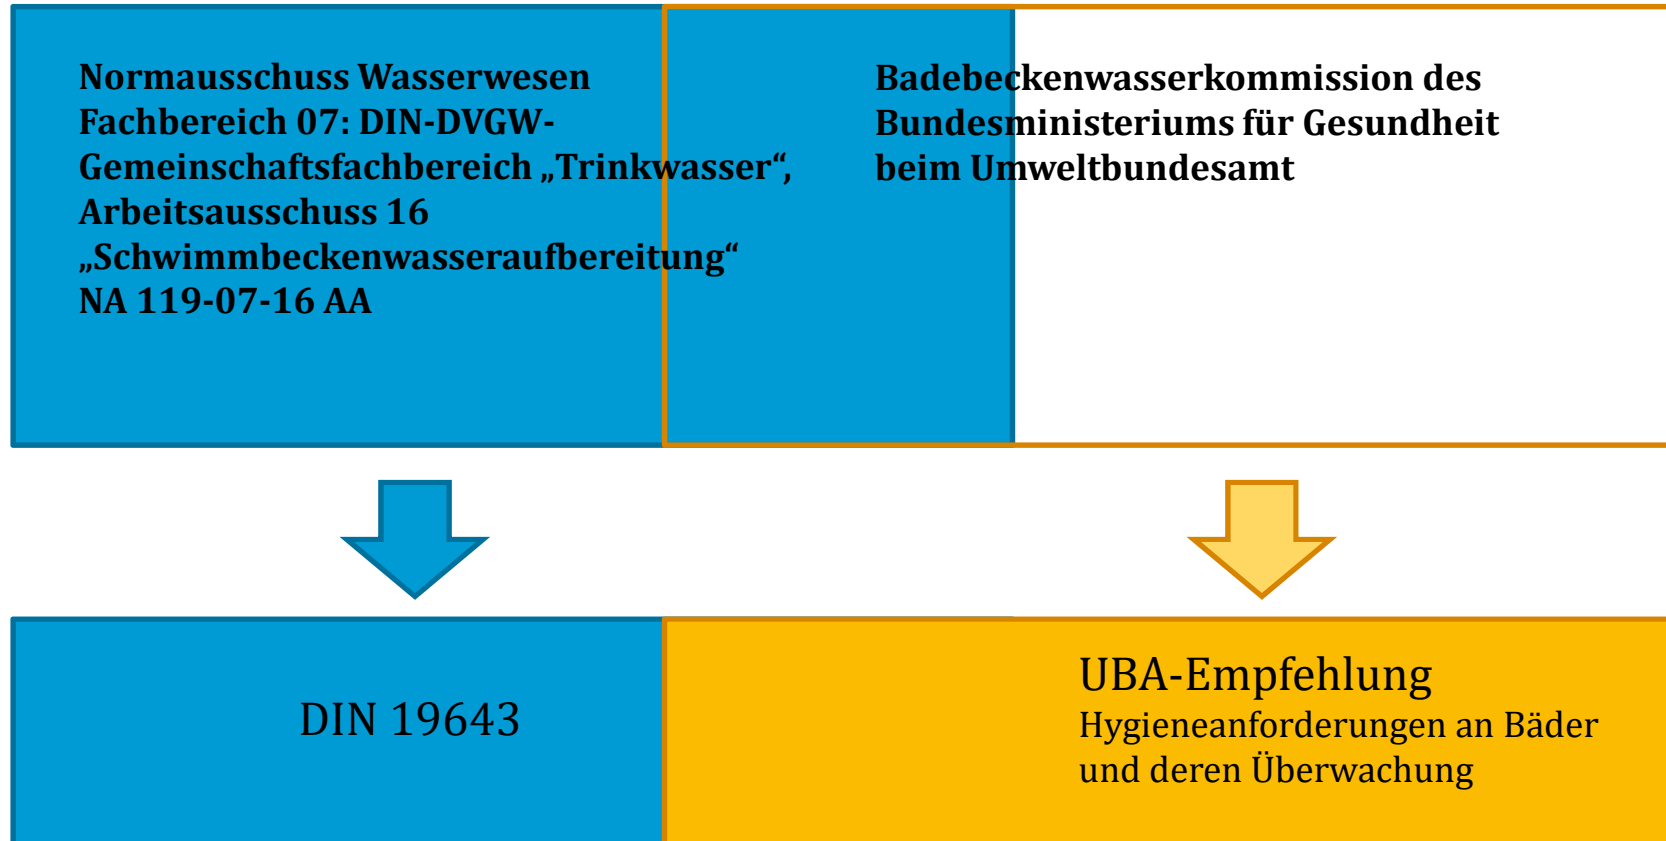 Normausschuss Wasserwesen
Fachbereich 07: DIN-DVGW-
Gemeinschaftsfachbereich „Trinkwasser“,
Arbeitsausschuss 16
„Schwimmbeckenwasseraufbereitung“
NA 119-07-16 AA
Badebeckenwasserkommission des
Bundesministeriums für Gesundheit
beim Umweltbundesamt
DIN 19643
UBA-Empfehlung
Hygieneanforderungen an Bäder
und deren Überwachung